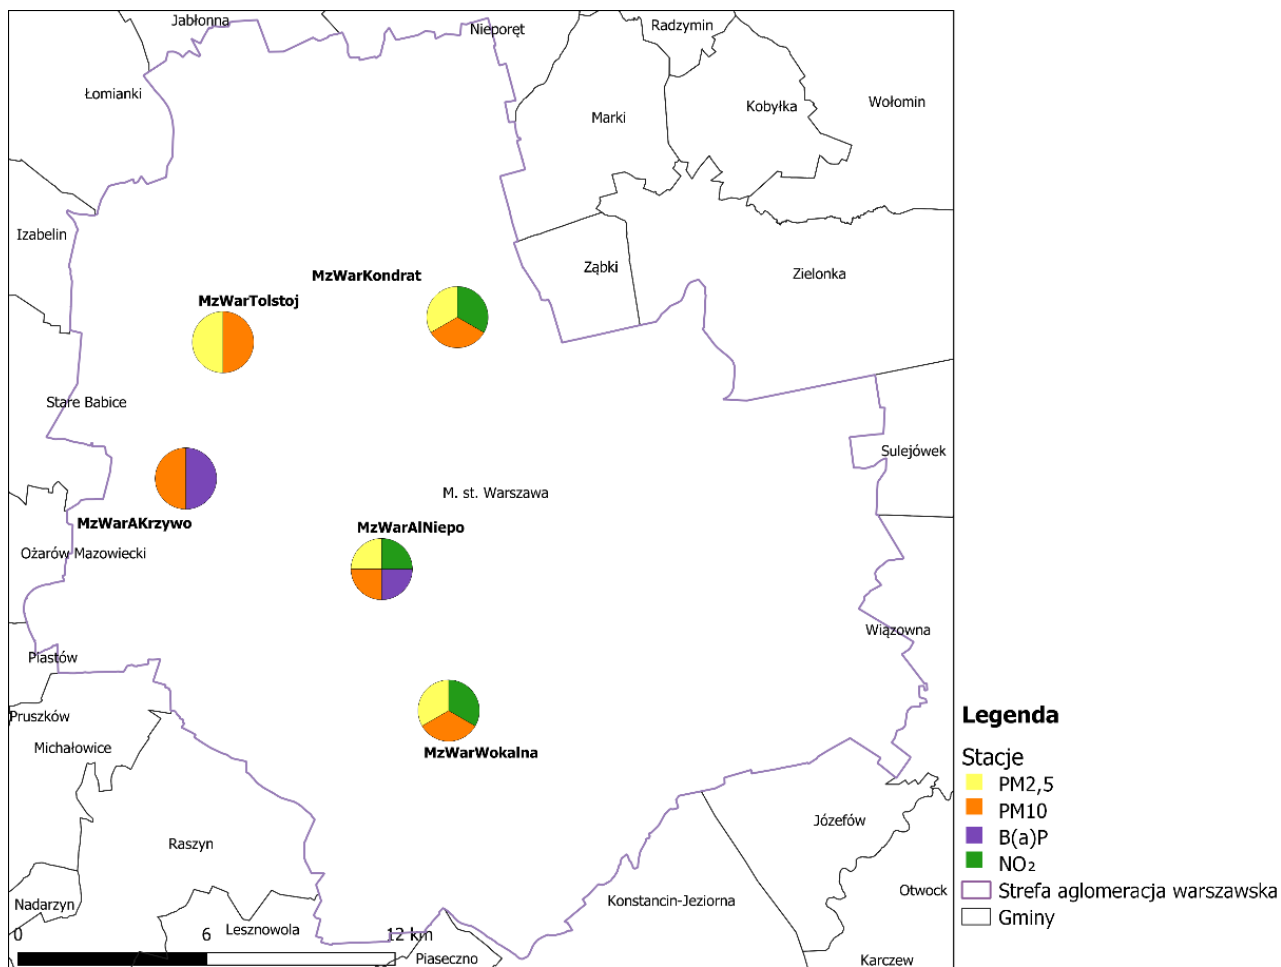 Jabłonna
Nieporęt
Radzymin
Łomianki
Marki
Kobyłka
Wołomin
Izabelin
Ząbki
Zielonka
MzWarKondrat
MzWarTolstoj
Stare Babice
Sulejówek
M. st. Warszawa
MzWarAKrzywo
MzWarAlNiepo
Ożarów Mazowiecki
Wiązowna
Piastów
Pruszków
Michałowice
MzWarWokalna
Raszyn
Józefów
Nadarzyn
Lesznowola
Konstancin-Jeziorna
Otwock
Piaseczno
Karczew
0 6 12 km
Legenda
Stacje
PM2,5
PM10
B(a)P
NO₂
Strefa aglomeracja warszawska
Gminy